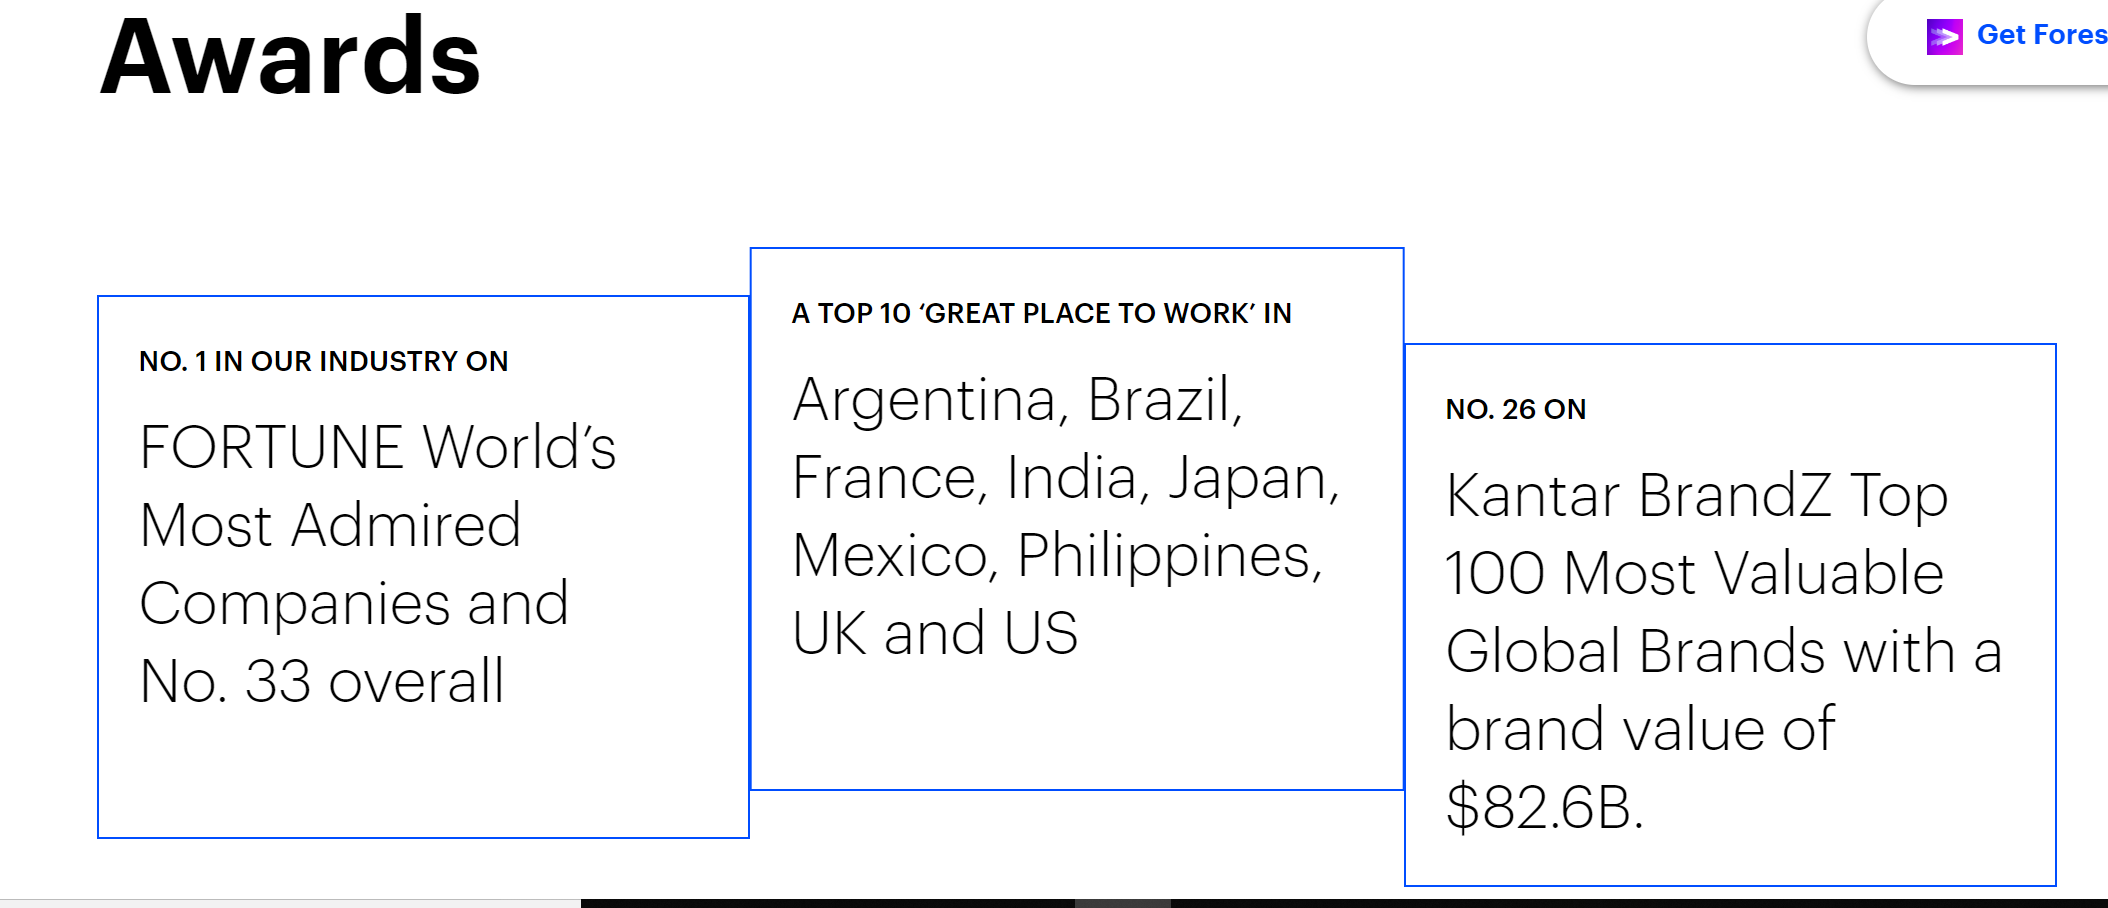 Awards
Get Fores
NO. 1 IN OUR INDUSTRY ON
FORTUNE World’s
Most Admired
Companies and
No. 33 overall
A TOP 10 ‘GREAT PLACE TO WORK’ IN
Argentina, Brazil,
France, India, Japan,
Mexico, Philippines,
UK and US
NO. 26 ON
Kantar BrandZ Top
100 Most Valuable
Global Brands with a
brand value of
$82.6B.